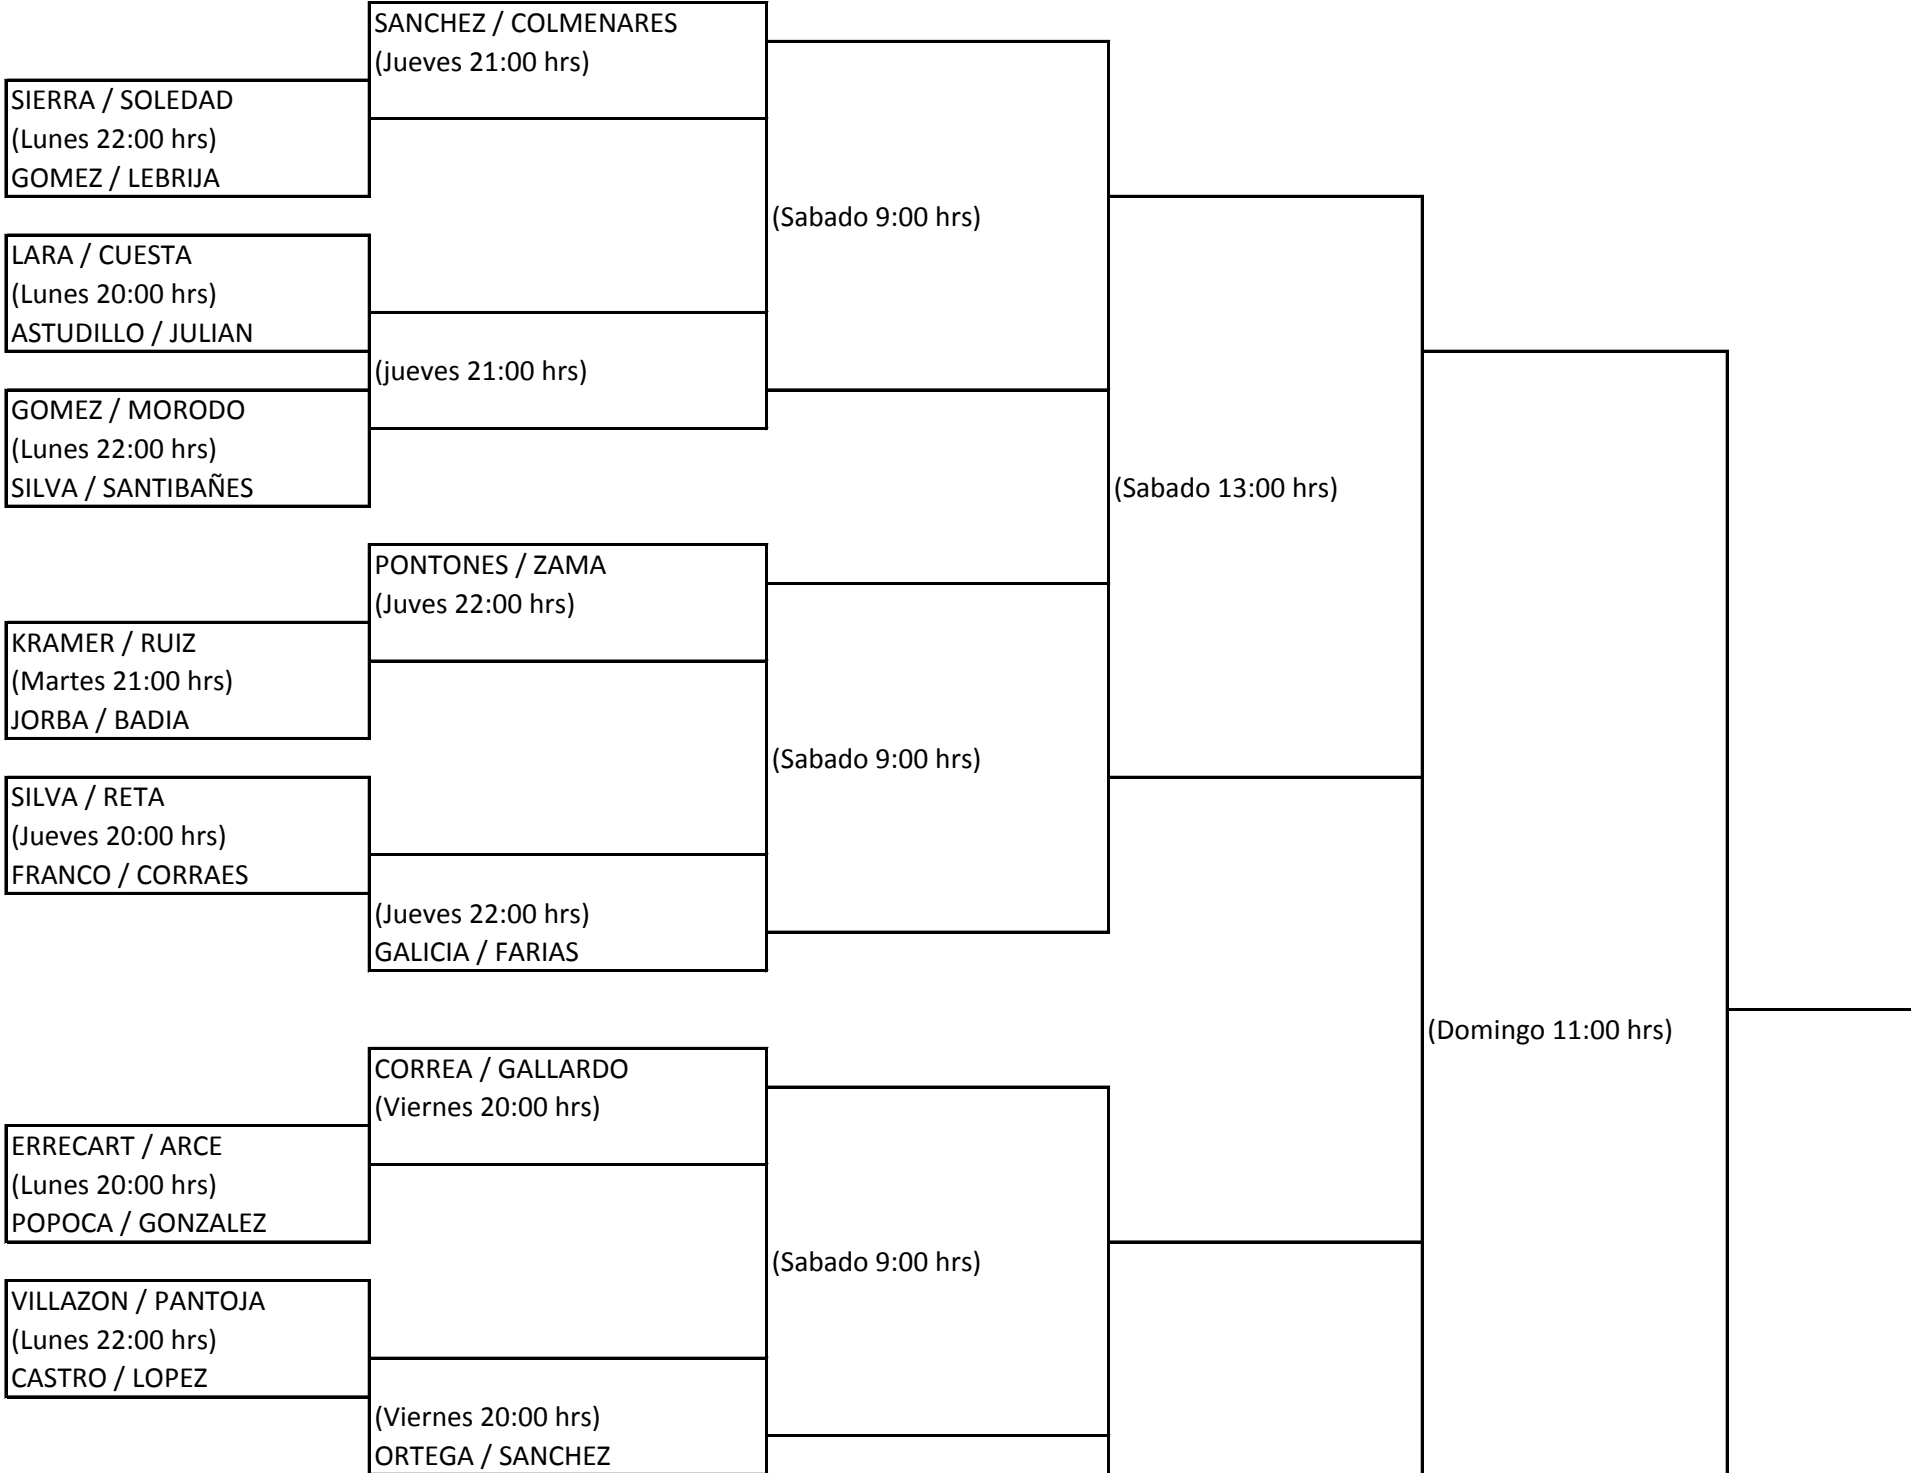 SANCHEZ / COLMENARES
(Jueves 21:00 hrs)
SIERRA / SOLEDAD
(Lunes 22:00 hrs)
GOMEZ / LEBRIJA
(Sabado 9:00 hrs)
LARA / CUESTA
(Lunes 20:00 hrs)
ASTUDILLO / JULIAN
(jueves 21:00 hrs)
GOMEZ / MORODO
(Lunes 22:00 hrs)
SILVA / SANTIBAÑES
(Sabado 13:00 hrs)
PONTONES / ZAMA
(Juves 22:00 hrs)
KRAMER / RUIZ
(Martes 21:00 hrs)
JORBA / BADIA
(Sabado 9:00 hrs)
SILVA / RETA
(Jueves 20:00 hrs)
FRANCO / CORRAES
(Jueves 22:00 hrs)
GALICIA / FARIAS
(Domingo 11:00 hrs)
CORREA / GALLARDO
(Viernes 20:00 hrs)
ERRECART / ARCE
(Lunes 20:00 hrs)
POPOCA / GONZALEZ
(Sabado 9:00 hrs)
VILLAZON / PANTOJA
(Lunes 22:00 hrs)
CASTRO / LOPEZ
(Viernes 20:00 hrs)
ORTEGA / SANCHEZ